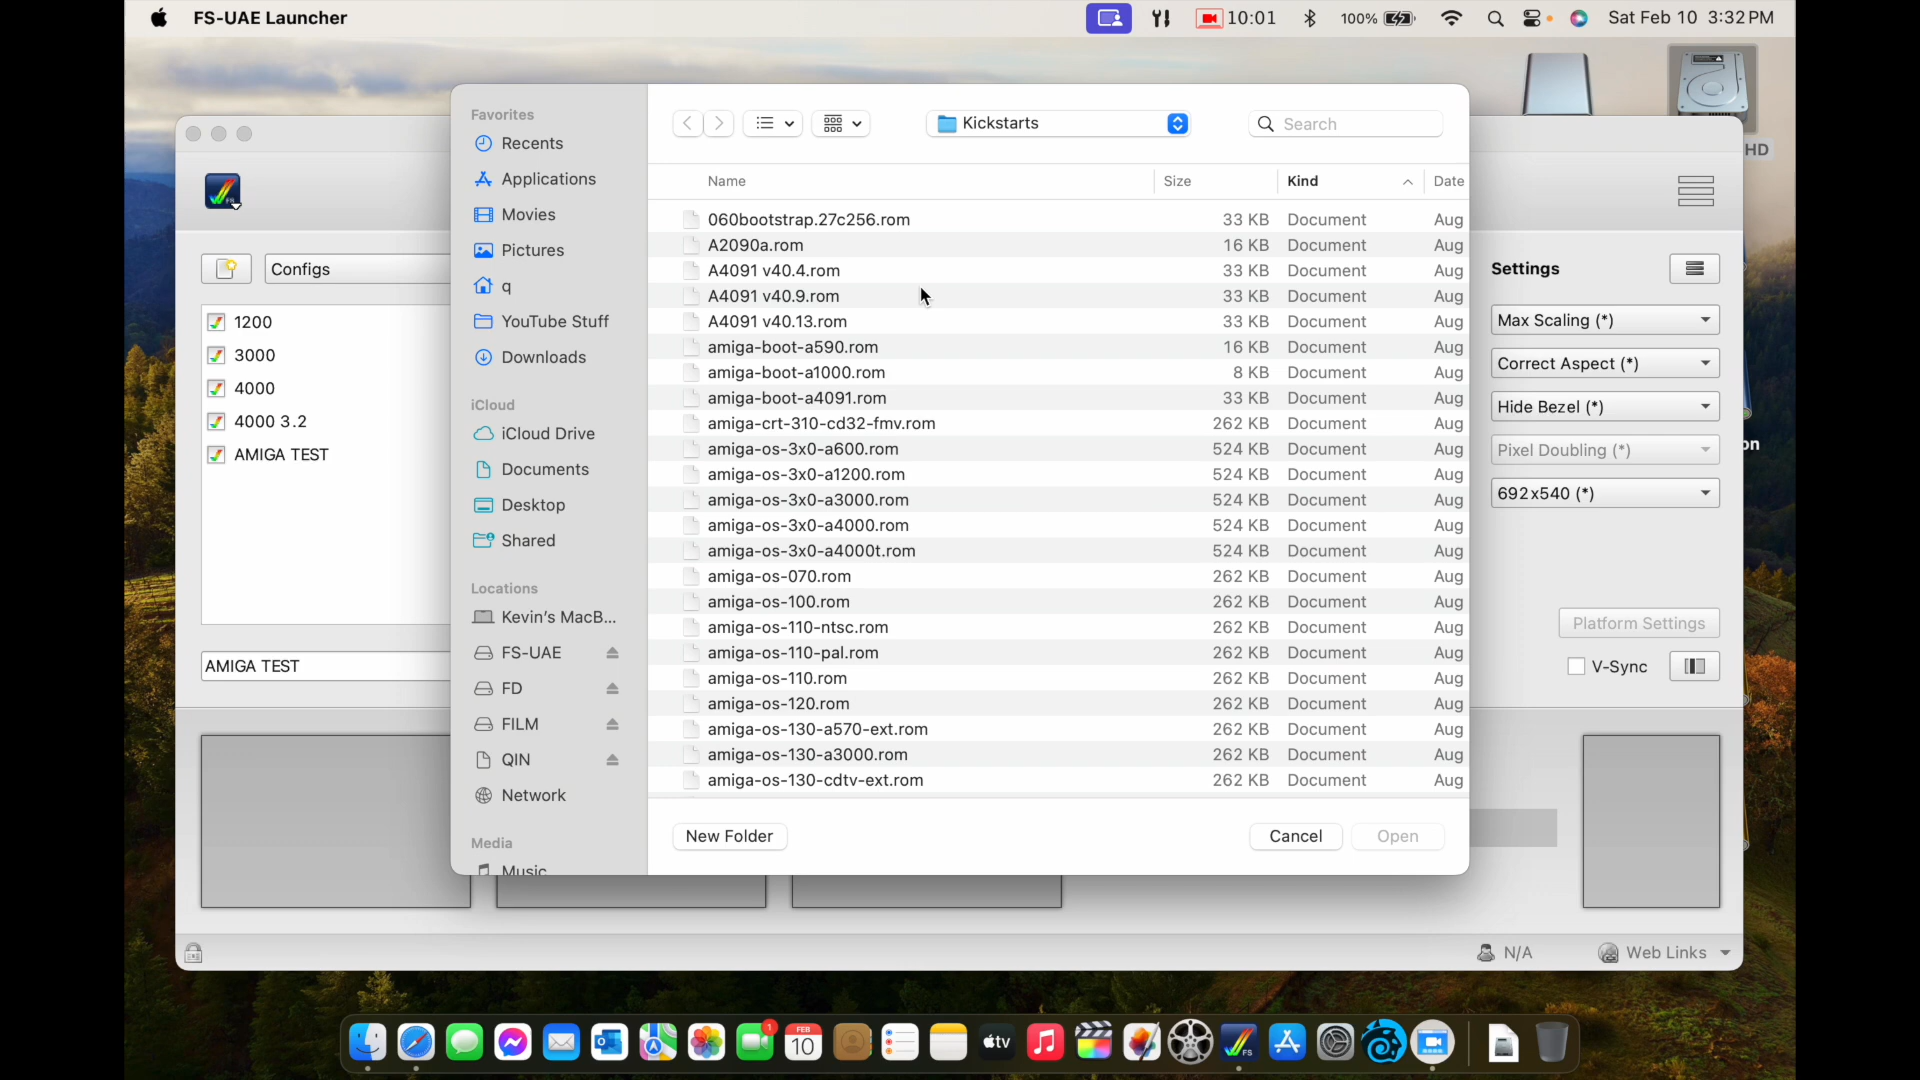 FS-UAE Launcher
10:01
100%
Sat Feb 10 3:32 PM
HD
on
Favorites
Recents
Applications
Movies
Pictures
q
YouTube Stuff
Downloads
iCloud
iCloud Drive
Documents
Desktop
Shared
Locations
Kevin's MacB...
FS-UAE
FD
FILM
QIN
Network
Media
Music
Kickstarts
Search
Name Size Kind Date
060bootstrap.27c256.rom 33 KB Document Aug
A2090a.rom 16 KB Document Aug
A4091 v40.4.rom 33 KB Document Aug
A4091 v40.9.rom 33 KB Document Aug
A4091 v40.13.rom 33 KB Document Aug
amiga-boot-a590.rom 16 KB Document Aug
amiga-boot-a1000.rom 8 KB Document Aug
amiga-boot-a4091.rom 33 KB Document Aug
amiga-crt-310-cd32-fmv.rom 262 KB Document Aug
amiga-os-3x0-a600.rom 524 KB Document Aug
amiga-os-3x0-a1200.rom 524 KB Document Aug
amiga-os-3x0-a3000.rom 524 KB Document Aug
amiga-os-3x0-a4000.rom 524 KB Document Aug
amiga-os-3x0-a4000t.rom 524 KB Document Aug
amiga-os-070.rom 262 KB Document Aug
amiga-os-100.rom 262 KB Document Aug
amiga-os-110-ntsc.rom 262 KB Document Aug
amiga-os-110-pal.rom 262 KB Document Aug
amiga-os-110.rom 262 KB Document Aug
amiga-os-120.rom 262 KB Document Aug
amiga-os-130-a570-ext.rom 262 KB Document Aug
amiga-os-130-a3000.rom 262 KB Document Aug
amiga-os-130-cdtv-ext.rom 262 KB Document Aug
New Folder
Cancel
Open
FS
Configs
1200
3000
4000
4000 3.2
AMIGA TEST
AMIGA TEST
Settings
Max Scaling (*)
Correct Aspect (*)
Hide Bezel (*)
Pixel Doubling (*)
692x540 (*)
Platform Settings
V-Sync
N/A
Web Links
1
FEB
10
tv
FS